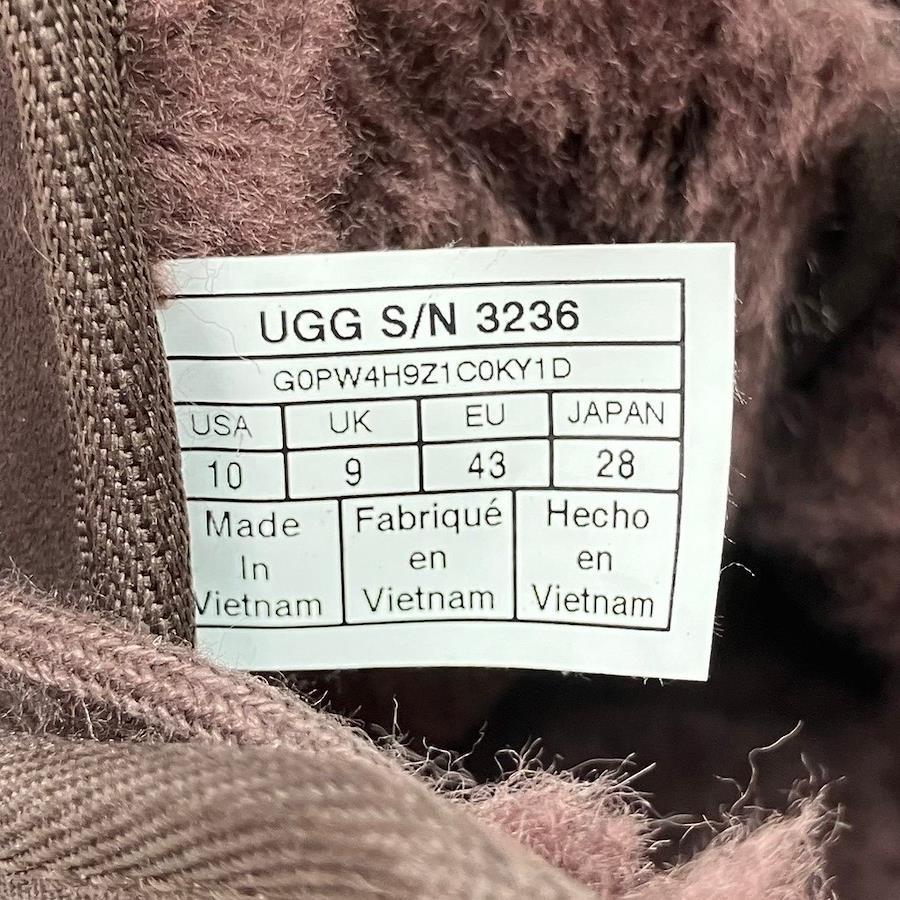 UGG S/N 3236
G0PW4H9Z1C0KY1D
USA UK EU JAPAN
10 9 43 28
Made Fabriqué Hecho
In en en
Vietnam Vietnam Vietnam